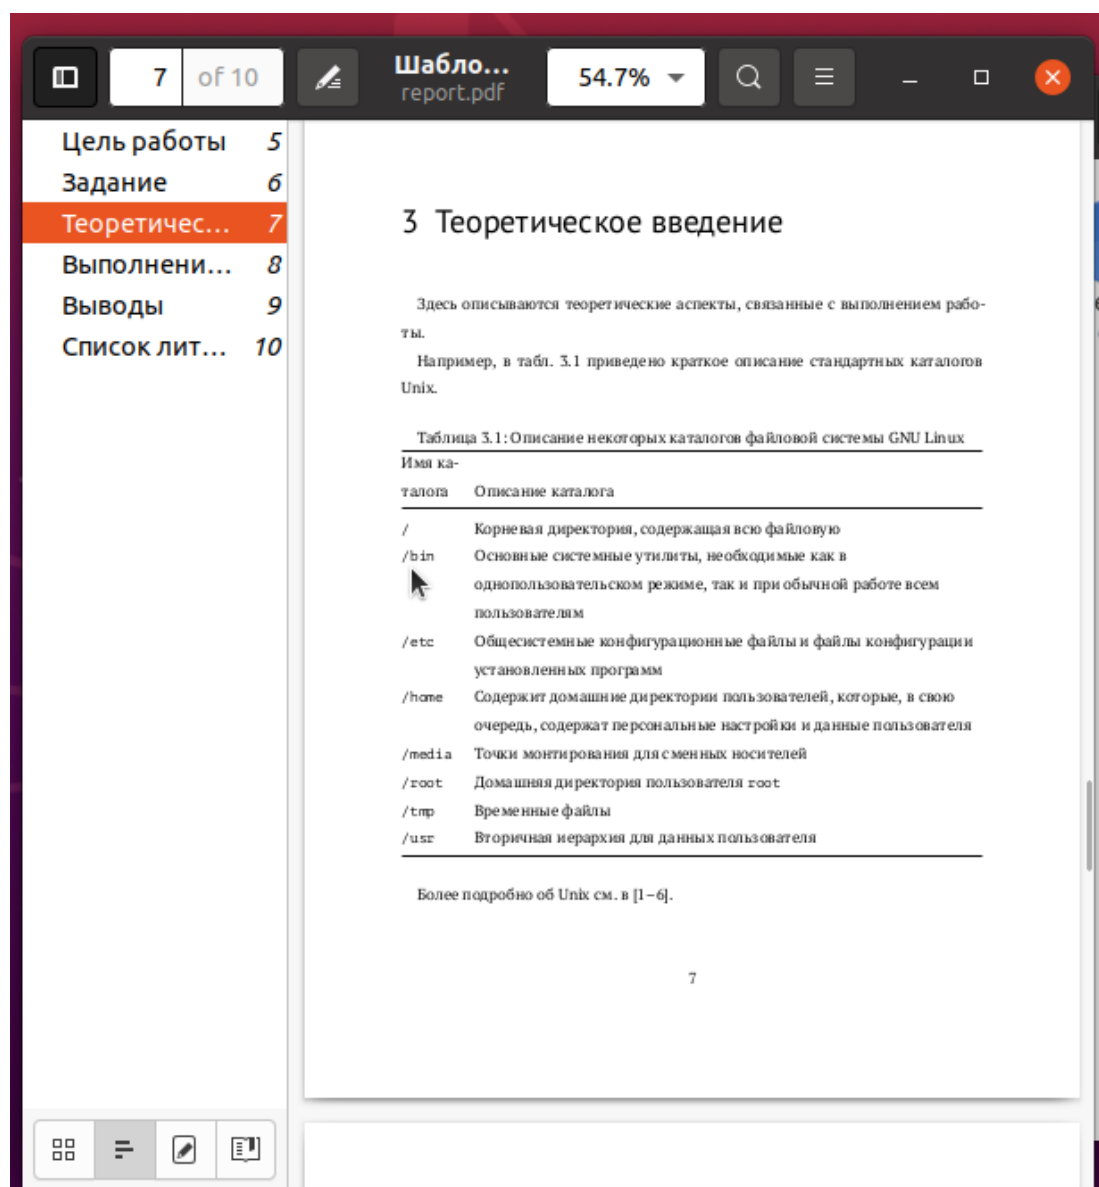 7 of 10
Шабло...
report.pdf
54.7%
Цель работы 5
Задание 6
Теоретичес... 7
Выполнени... 8
Выводы 9
Список лит... 10
3 Теоретическое введение
Здесь описываются теоретические аспекты, связанные с выполнением рабо-
ты.
Например, в табл. 3.1 приведено краткое описание стандартных каталогов
Unix.
Таблица 3.1: Описание некоторых каталогов файловой системы GNU Linux
Имя ка-
талога Описание каталога
/ Корневая директория, содержащая всю файловую
/bin Основные системные утилиты, необходимые как в
однопользовательском режиме, так и при обычной работе всем
пользователям
/etc Общесистемные конфигурационные файлы и файлы конфигурации
установленных программ
/home Содержит домашние директории пользователей, которые, в свою
очередь, содержат персональные настройки и данные пользователя
/media Точки монтирования для сменных носителей
/root Домашняя директория пользователя root
/tmp Временные файлы
/usr Вторичная иерархия для данных пользователя
Более подробно об Unix см. в [1–6].
7